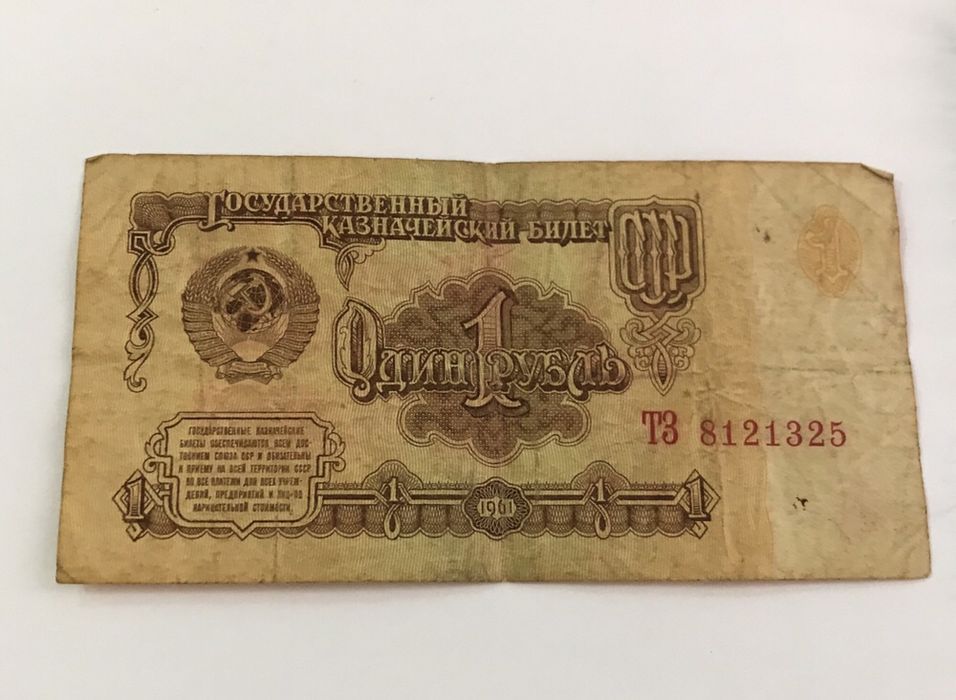 ГОСУДАРСТВЕННЫЙ
КАЗНАЧЕЙСКИЙ БИЛЕТ
СССР
1
1
ОДИН РУБЛЬ
ТЗ 8121325
ГОСУДАРСТВЕННЫЕ КАЗНАЧЕЙСКИЕ
БИЛЕТЫ ОБЕСПЕЧИВАЮТСЯ ВСЕМ ДОС-
ТОЯНИЕМ СОЮЗА ССР И ОБЯЗАТЕЛЬНЫ
К ПРИЕМУ НА ВСЕЙ ТЕРРИТОРИИ СССР
ВО ВСЕ ПЛАТЕЖИ ДЛЯ ВСЕХ УЧРЕЖ-
ДЕНИЙ, ПРЕДПРИЯТИЙ И ЛИЦ ПО
НАРИЦАТЕЛЬНОЙ СТОИМОСТИ.
1 1 1961 1 1